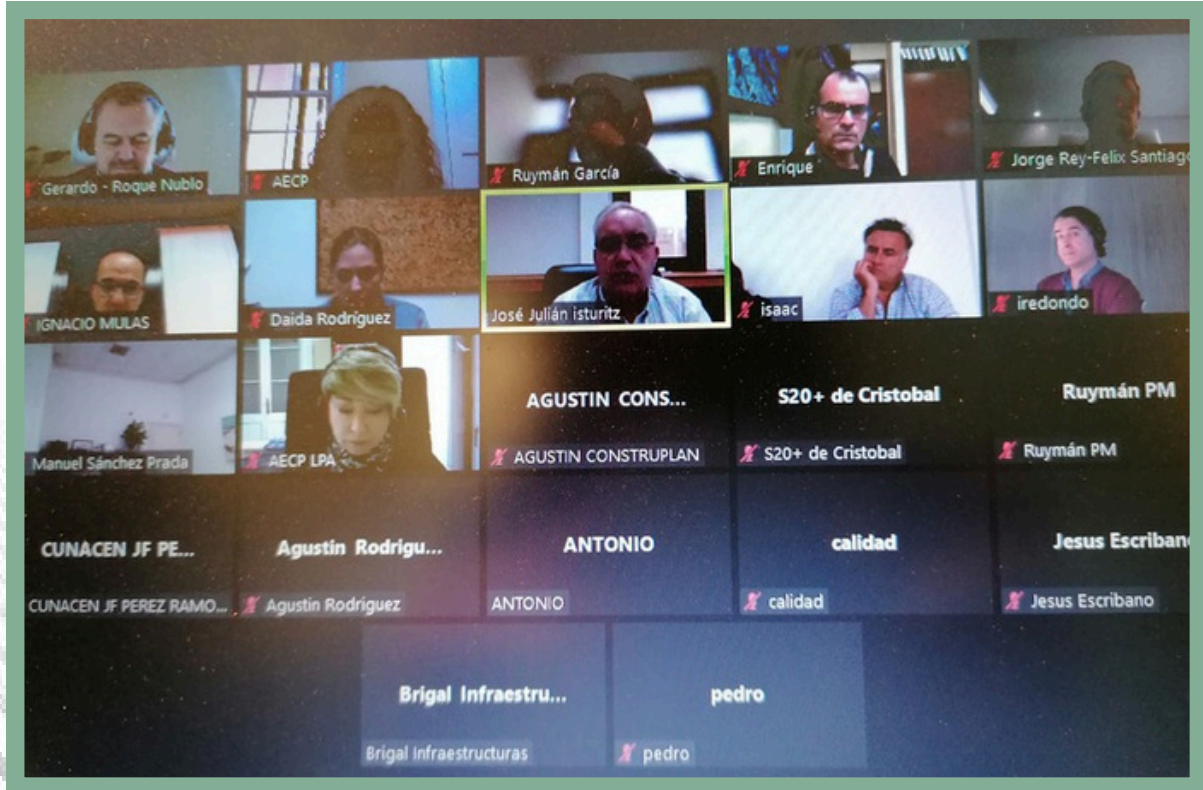 Gerardo - Roque Nublo
AECP
Ruymán García
Enrique
Jorge Rey-Felix Santiago
IGNACIO MULAS
Daida Rodríguez
José Julián isturitz
isaac
iredondo
Manuel Sánchez Prada
AECP LPA
AGUSTIN CONS...
AGUSTIN CONSTRUPLAN
S20+ de Cristobal
S20+ de Cristobal
Ruymán PM
Ruymán PM
CUNACEN JF PE...
CUNACEN JF PEREZ RAMO...
Agustin Rodrigu...
Agustin Rodriguez
ANTONIO
ANTONIO
calidad
calidad
Jesus Escriban
Jesus Escribano
Brigal Infraestru...
Brigal Infraestructuras
pedro
pedro